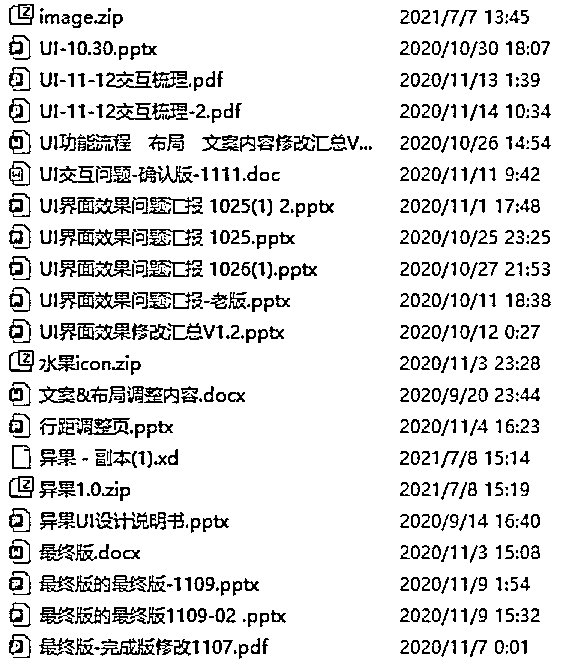 image.zip 2021/7/7 13:45
UI-10.30.pptx 2020/10/30 18:07
UI-11-12交互梳理.pdf 2020/11/13 1:39
UI-11-12交互梳理-2.pdf 2020/11/14 10:34
UI功能流程 布局 文案内容修改汇总V... 2020/10/26 14:54
UI交互问题-确认版-1111.doc 2020/11/11 9:42
UI界面效果问题汇报 1025(1) 2.pptx 2020/11/1 17:48
UI界面效果问题汇报 1025.pptx 2020/10/25 23:25
UI界面效果问题汇报 1026(1).pptx 2020/10/27 21:53
UI界面效果问题汇报-老版.pptx 2020/10/11 18:38
UI界面效果修改汇总V1.2.pptx 2020/10/12 0:27
水果icon.zip 2020/11/3 23:28
文案&布局调整内容.docx 2020/9/20 23:44
行距调整页.pptx 2020/11/4 16:23
异果 - 副本(1).xd 2021/7/8 15:14
异果1.0.zip 2021/7/8 15:19
异果UI设计说明书.pptx 2020/9/14 16:40
最终版.docx 2020/11/3 15:08
最终版的最终版-1109.pptx 2020/11/9 1:54
最终版的最终版1109-02 .pptx 2020/11/9 15:32
最终版-完成版修改1107.pdf 2020/11/7 0:01